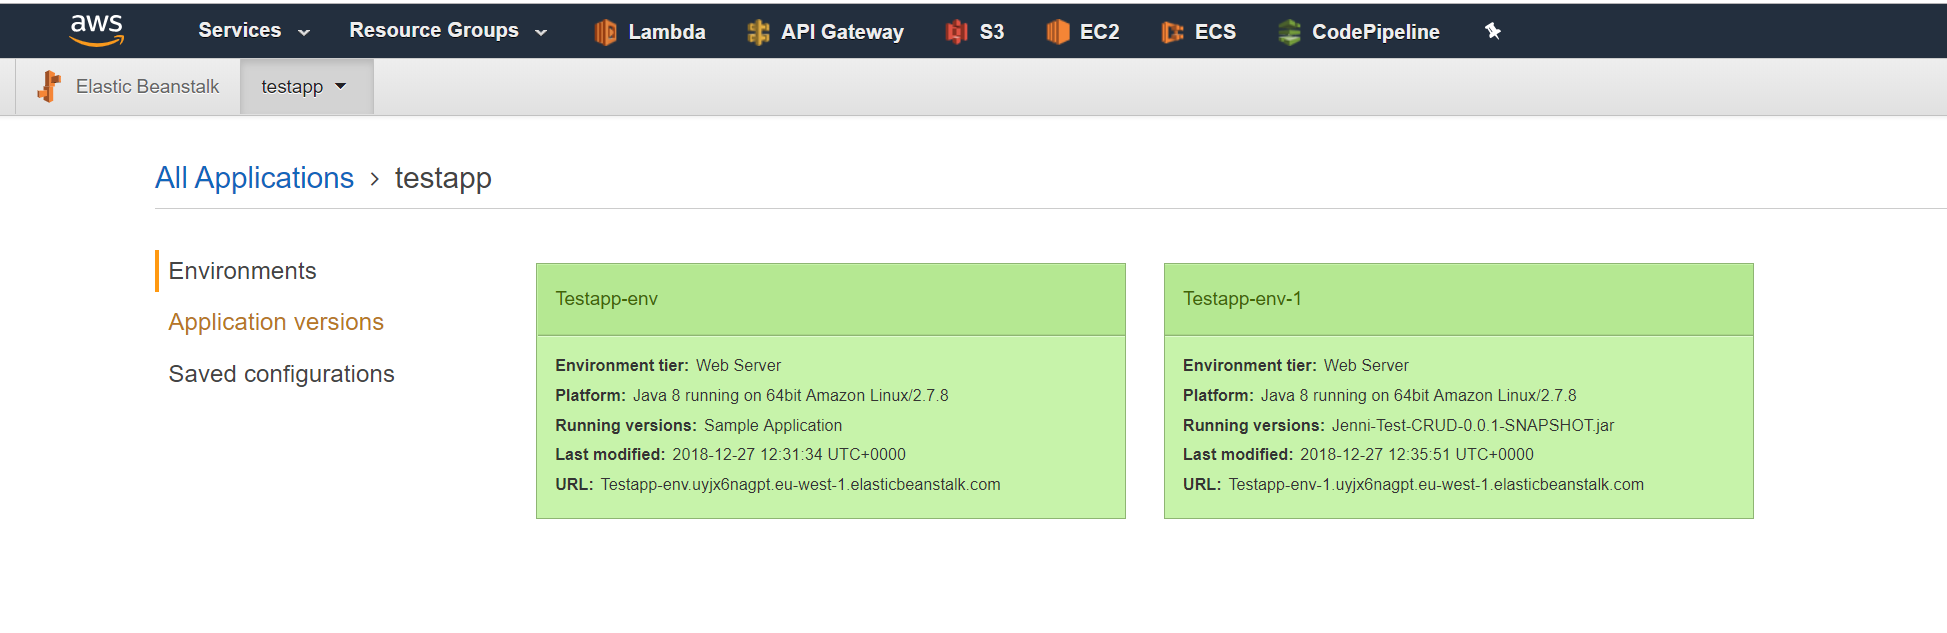 aws Services Resource Groups Lambda API Gateway S3 EC2 ECS CodePipeline
Elastic Beanstalk testapp
All Applications > testapp
Environments
Application versions
Saved configurations
Testapp-env
Environment tier: Web Server
Platform: Java 8 running on 64bit Amazon Linux/2.7.8
Running versions: Sample Application
Last modified: 2018-12-27 12:31:34 UTC+0000
URL: Testapp-env.uyjx6nagpt.eu-west-1.elasticbeanstalk.com
Testapp-env-1
Environment tier: Web Server
Platform: Java 8 running on 64bit Amazon Linux/2.7.8
Running versions: Jenni-Test-CRUD-0.0.1-SNAPSHOT.jar
Last modified: 2018-12-27 12:35:51 UTC+0000
URL: Testapp-env-1.uyjx6nagpt.eu-west-1.elasticbeanstalk.com